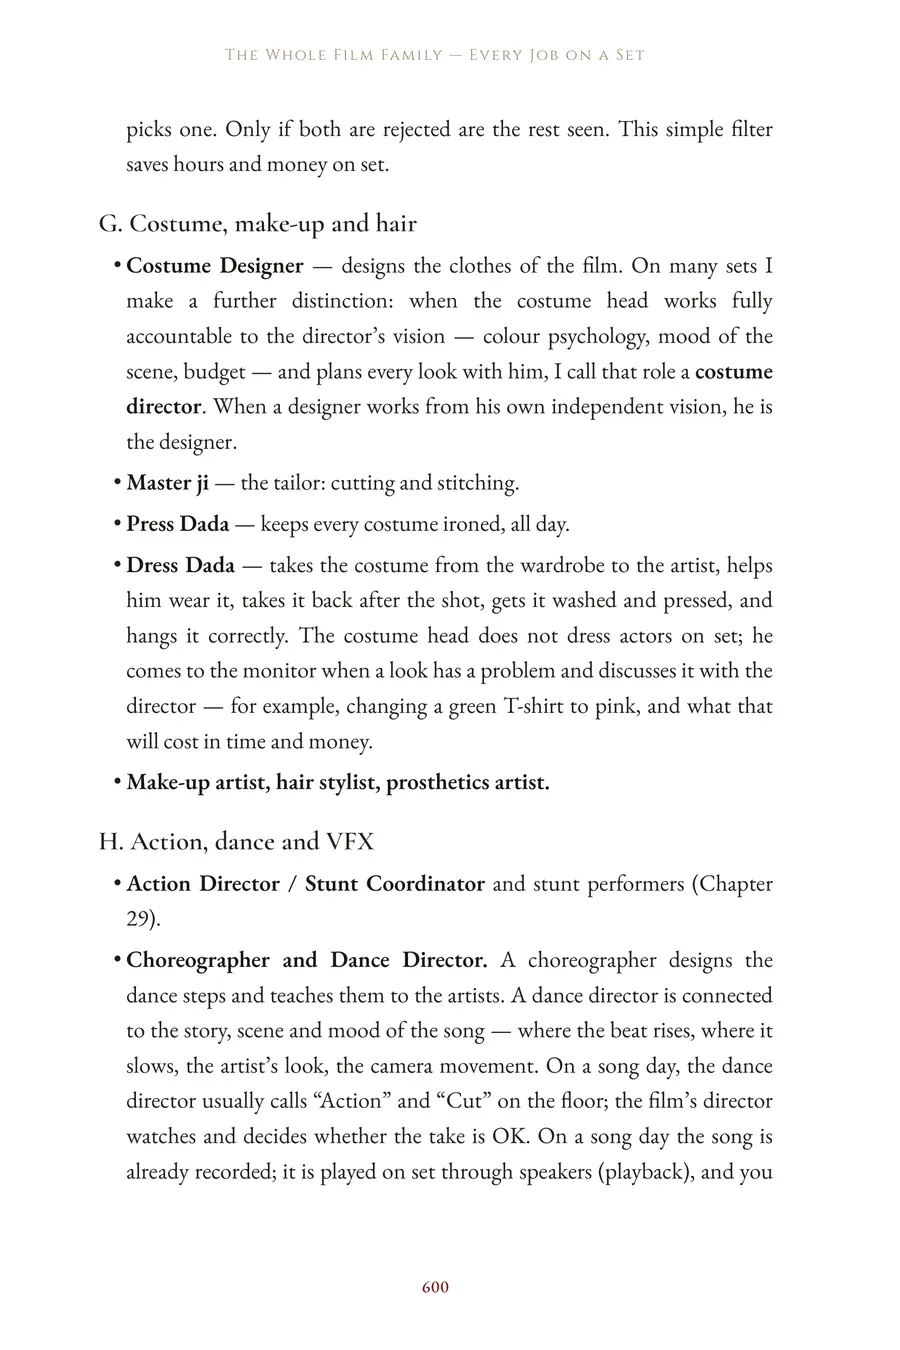 The Whole Film Family — Every Job on a Set
picks one. Only if both are rejected are the rest seen. This simple filter
saves hours and money on set.
G. Costume, make-up and hair
• Costume Designer — designs the clothes of the film. On many sets I
make a further distinction: when the costume head works fully
accountable to the director’s vision — colour psychology, mood of the
scene, budget — and plans every look with him, I call that role a costume
director. When a designer works from his own independent vision, he is
the designer.
• Master ji — the tailor: cutting and stitching.
• Press Dada — keeps every costume ironed, all day.
• Dress Dada — takes the costume from the wardrobe to the artist, helps
him wear it, takes it back after the shot, gets it washed and pressed, and
hangs it correctly. The costume head does not dress actors on set; he
comes to the monitor when a look has a problem and discusses it with the
director — for example, changing a green T-shirt to pink, and what that
will cost in time and money.
• Make-up artist, hair stylist, prosthetics artist.
H. Action, dance and VFX
• Action Director / Stunt Coordinator and stunt performers (Chapter
29).
• Choreographer and Dance Director. A choreographer designs the
dance steps and teaches them to the artists. A dance director is connected
to the story, scene and mood of the song — where the beat rises, where it
slows, the artist’s look, the camera movement. On a song day, the dance
director usually calls “Action” and “Cut” on the floor; the film’s director
watches and decides whether the take is OK. On a song day the song is
already recorded; it is played on set through speakers (playback), and you
600